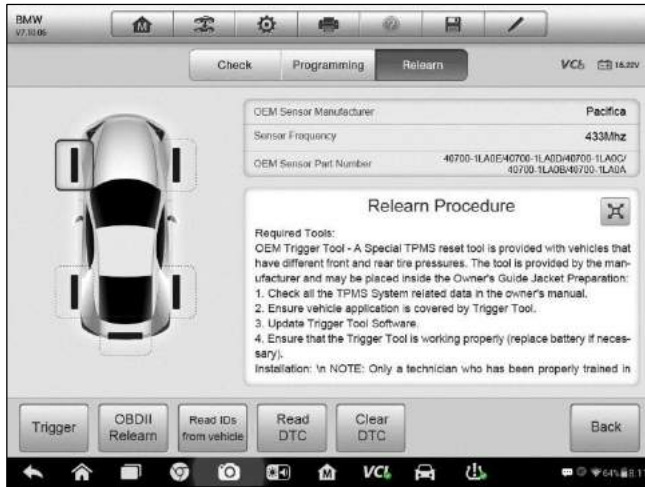 BMW
V7.10.06
Check
Programming
Relearn
VCI
16.22V
OEM Sensor Manufacturer
Pacifica
Sensor Frequency
433Mhz
OEM Sensor Part Number
40700-1LA0E/40700-1LA0D/40700-1LA0C/
40700-1LA0B/40700-1LA0A
Relearn Procedure
Required Tools:
OEM Trigger Tool - A Special TPMS reset tool is provided with vehicles that
have different front and rear tire pressures. The tool is provided by the man-
ufacturer and may be placed inside the Owner's Guide Jacket Preparation:
1. Check all the TPMS System related data in the owner's manual.
2. Ensure vehicle application is covered by Trigger Tool.
3. Update Trigger Tool Software.
4. Ensure that the Trigger Tool is working properly (replace battery if neces-
sary).
Installation: \n NOTE: Only a technician who has been properly trained in
Trigger
OBDII
Relearn
Read IDs
from vehicle
Read
DTC
Clear
DTC
Back
VCI
64%
8:1